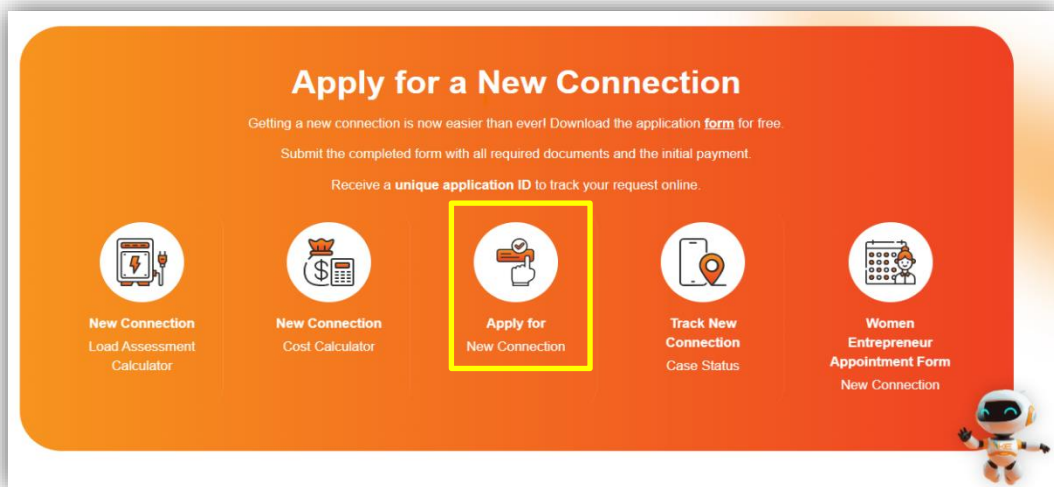 Apply for a New Connection
Getting a new connection is now easier than ever! Download the application form for free.
Submit the completed form with all required documents and the initial payment.
Receive a unique application ID to track your request online.
New Connection
Load Assessment
Calculator
New Connection
Cost Calculator
Apply for
New Connection
Track New
Connection
Case Status
Women
Entrepreneur
Appointment Form
New Connection